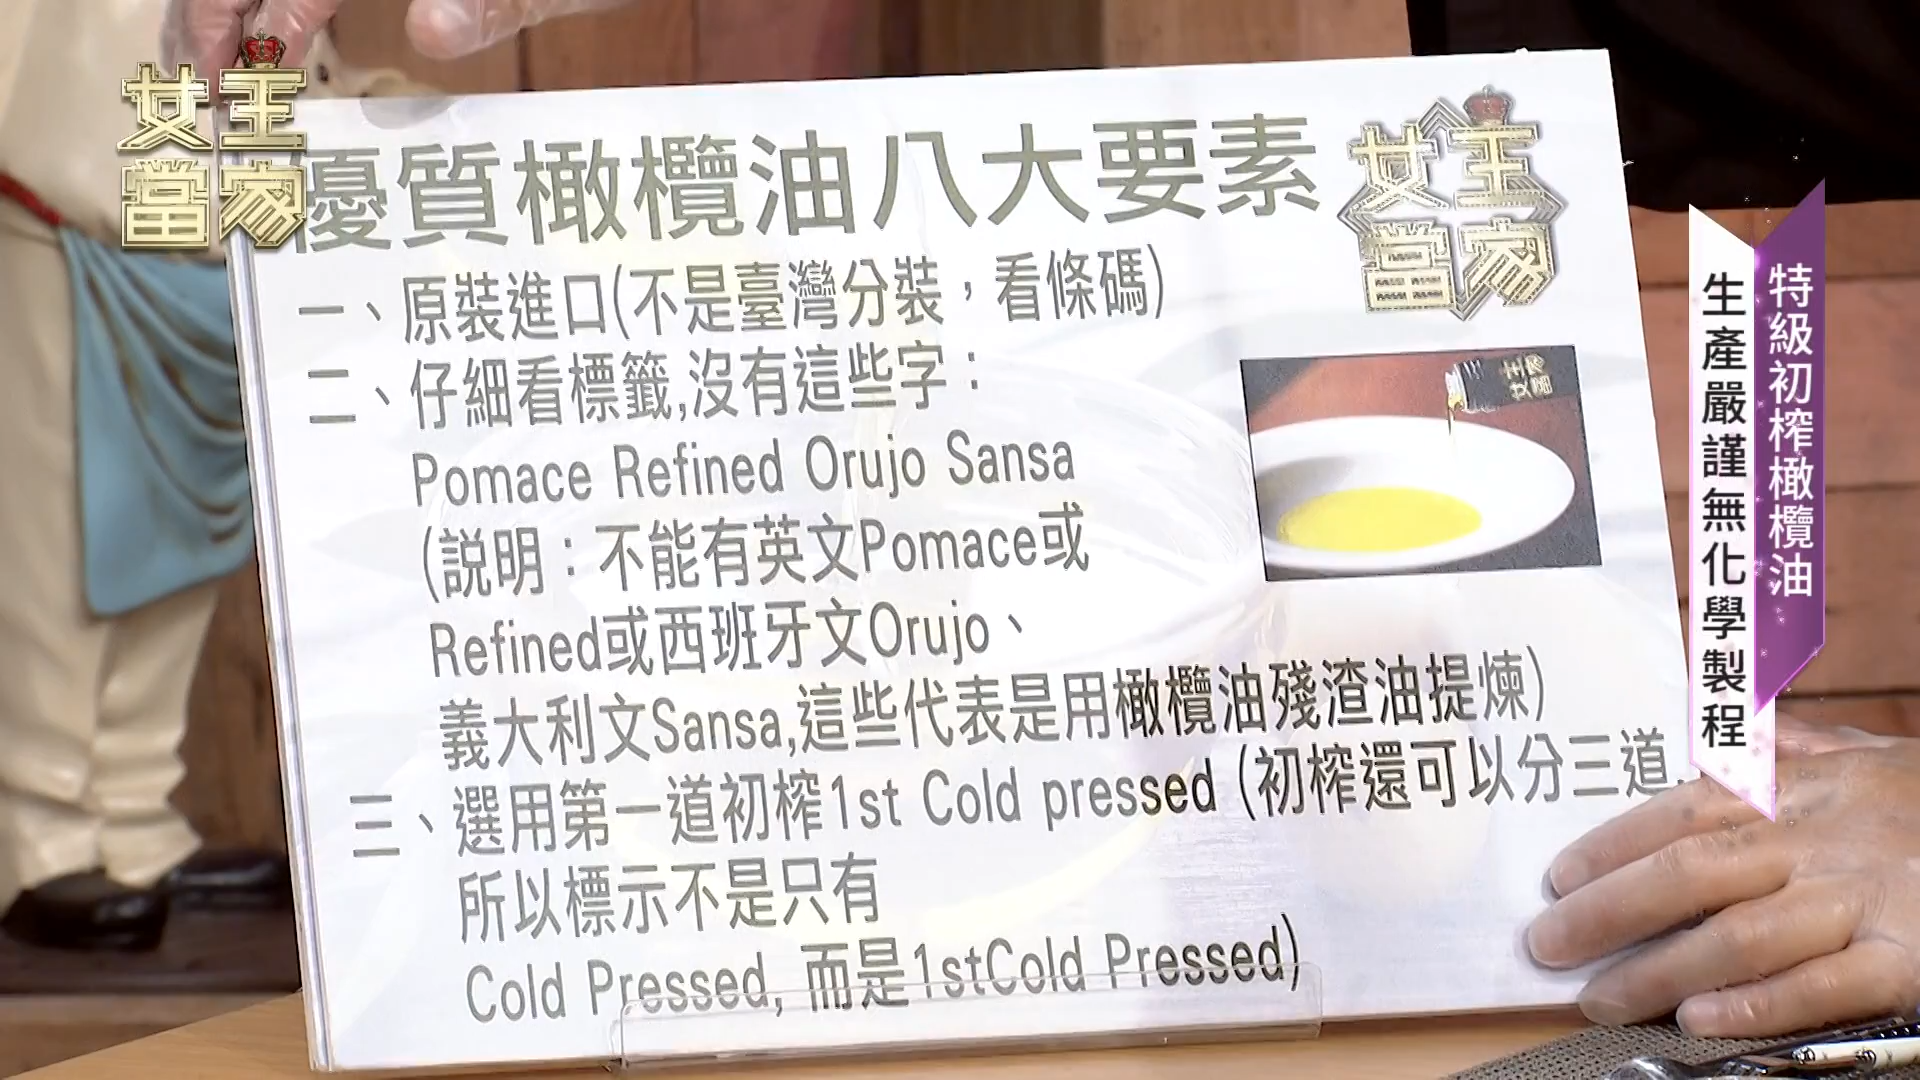 女王
當家
優質橄欖油八大要素
女王
當家
一、原裝進口(不是臺灣分裝，看條碼)
二、仔細看標籤,沒有這些字：
Pomace Refined Orujo Sansa
(説明：不能有英文Pomace或
Refined或西班牙文Orujo、
義大利文Sansa,這些代表是用橄欖油殘渣油提煉)
三、選用第一道初榨1st Cold pressed (初榨還可以分三道.
所以標示不是只有
Cold Pressed, 而是1stCold Pressed)
特級初榨橄欖油
生產嚴謹無化學製程